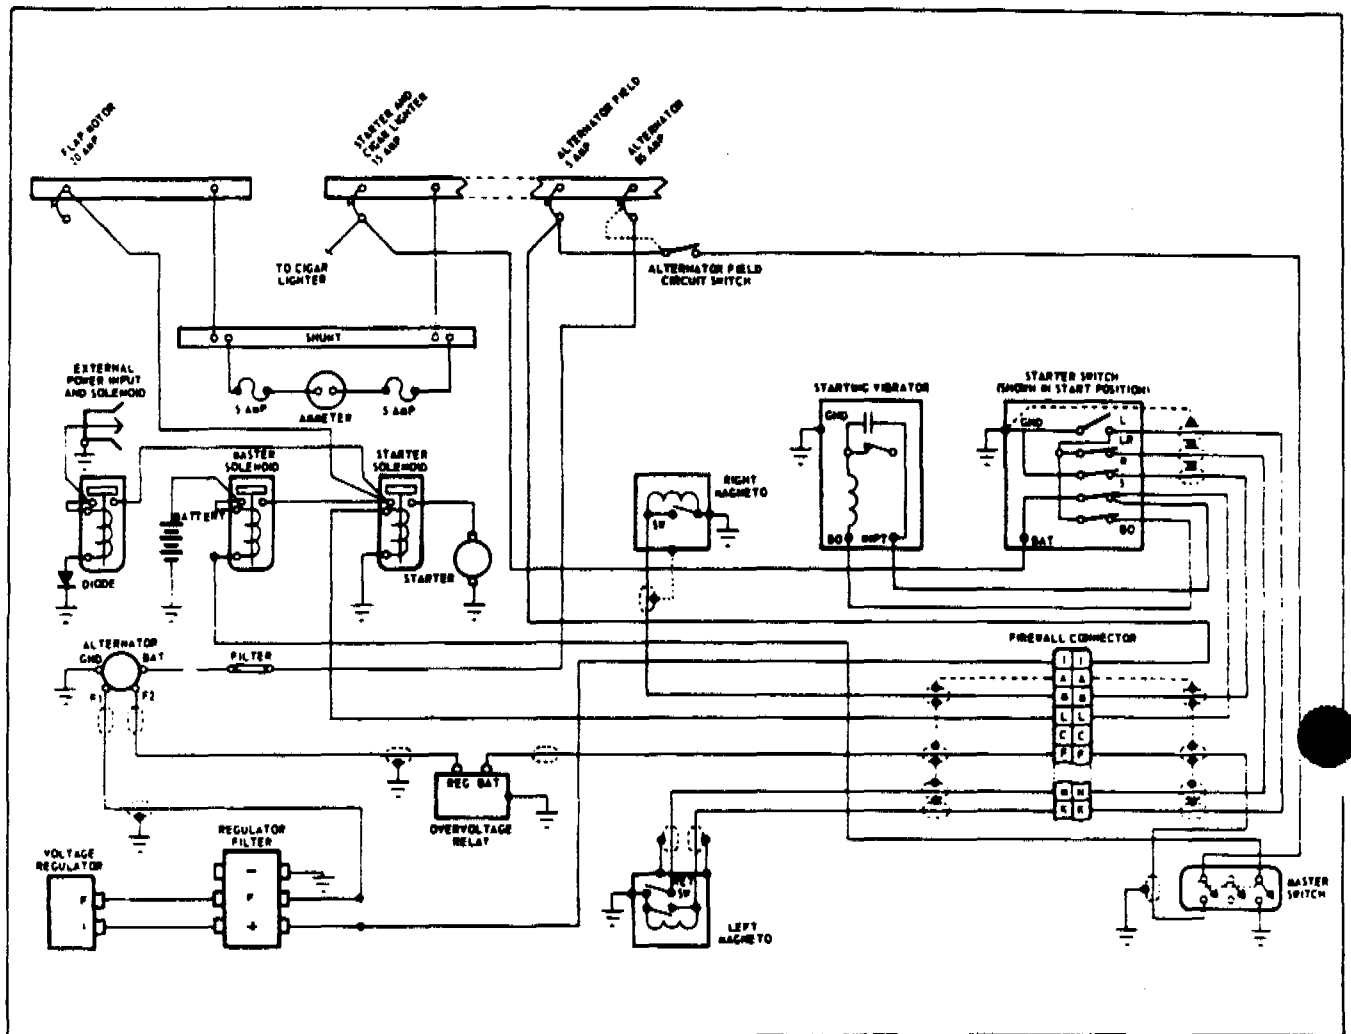 FLAP MOTOR
20 AMP
STARTER AND
CIGAR LIGHTER
15 AMP
ALTERNATOR FIELD
5 AMP
ALTERNATOR
TO CIGAR
LIGHTER
ALTERNATOR FIELD
CIRCUIT SWITCH
SHUNT
5 AMP
AMMETER
5 AMP
EXTERNAL
POWER INPUT
AND SOLENOID
MASTER
SOLENOID
STARTER
SOLENOID
BATTERY
DIODE
STARTER
RIGHT
MAGNETO
SW
STARTING VIBRATOR
GND
BO
INPT
STARTER SWITCH
(SHOWN IN START POSITION)
GND
L
LR
R
S
BO
BAT
ALTERNATOR
GND
BAT
F1
F2
FILTER
FIREWALL CONNECTOR
I I
A A
B B
L L
C C
F F
REG BAT
OVERVOLTAGE
RELAY
VOLTAGE
REGULATOR
F
REGULATOR
FILTER
-
F
+
RET
SW
LEFT
MAGNETO
MASTER
SWITCH